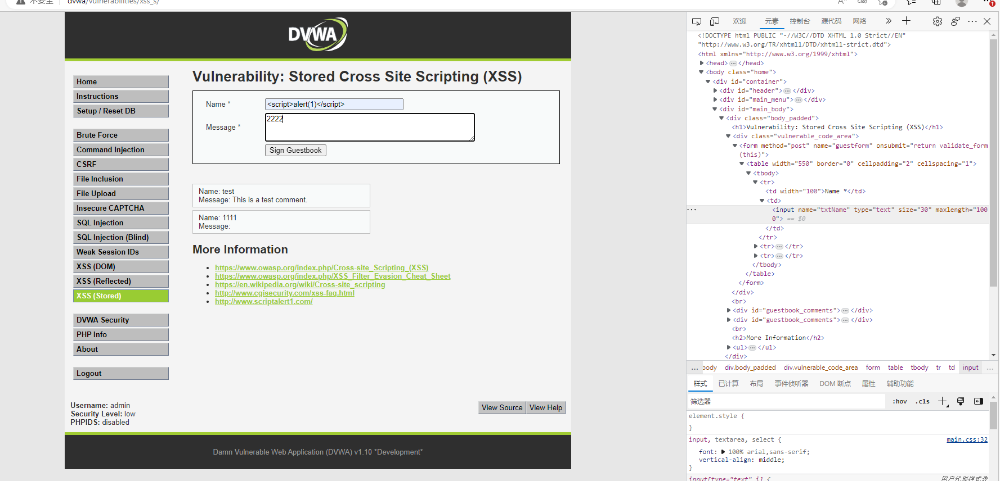 不安全 dvwa/vulnerabilities/xss_s/
DVWA
Home
Instructions
Setup / Reset DB
Brute Force
Command Injection
CSRF
File Inclusion
File Upload
Insecure CAPTCHA
SQL Injection
SQL Injection (Blind)
Weak Session IDs
XSS (DOM)
XSS (Reflected)
XSS (Stored)
DVWA Security
PHP Info
About
Logout
Vulnerability: Stored Cross Site Scripting (XSS)
Name * <script>alert(1)</script>
Message * 2222
Sign Guestbook
Name: test
Message: This is a test comment.
Name: 1111
Message:
More Information
https://www.owasp.org/index.php/Cross-site_Scripting_(XSS)
https://www.owasp.org/index.php/XSS_Filter_Evasion_Cheat_Sheet
https://en.wikipedia.org/wiki/Cross-site_scripting
http://www.cgisecurity.com/xss-faq.html
http://www.scriptalert1.com/
Username: admin
Security Level: low
PHPIDS: disabled
View Source View Help
Damn Vulnerable Web Application (DVWA) v1.10 *Development*
欢迎 元素 控制台 源代码 网络
<!DOCTYPE html PUBLIC "-//W3C//DTD XHTML 1.0 Strict//EN"
"http://www.w3.org/TR/xhtml1/DTD/xhtml1-strict.dtd">
<html xmlns="http://www.w3.org/1999/xhtml">
<head>…</head>
<body class="home">
<div id="container">
<div id="header">…</div>
<div id="main_menu">…</div>
<div id="main_body">
<div class="body_padded">
<h1>Vulnerability: Stored Cross Site Scripting (XSS)</h1>
<div class="vulnerable_code_area">
<form method="post" name="guestform" onsubmit="return validate_form
(this)">
<table width="550" border="0" cellpadding="2" cellspacing="1">
<tbody>
<tr>
<td width="100">Name *</td>
<td>
… <input name="txtName" type="text" size="30" maxlength="100
0"> == $0
</td>
</tr>
<tr>…</tr>
<tr>…</tr>
</tbody>
</table>
</form>
</div>
<br>
<div id="guestbook_comments">…</div>
<div id="guestbook_comments">…</div>
<br>
<h2>More Information</h2>
<ul>…</ul>
</div>
… body div.body_padded div.vulnerable_code_area form table tbody tr td input …
样式 已计算 布局 事件侦听器 DOM 断点 属性 辅助功能
筛选器 :hov .cls
element.style {
}
input, textarea, select { main.css:32
font: 100% arial,sans-serif;
vertical-align: middle;
}
input[type="text" i] { 用户代理样式表